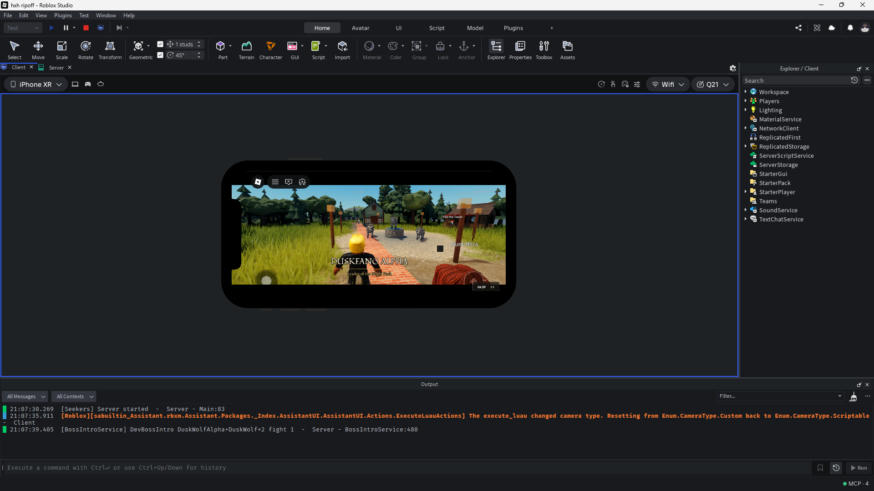 hxh ripoff - Roblox Studio
File Edit View Plugins Test Window Help
Test
Home Avatar UI Script Model Plugins +
1 studs
45°
Select Move Scale Rotate Transform Geometric Part Terrain Character GUI Script Import Material Color Group Lock Anchor Explorer Properties Toolbox Assets
Client Server
Explorer / Client
iPhone XR
Wifi
Q21
Search
Workspace
Players
Lighting
MaterialService
NetworkClient
ReplicatedFirst
ReplicatedStorage
ServerScriptService
ServerStorage
StarterGui
StarterPack
StarterPlayer
Teams
SoundService
TextChatService
DUSKFANG ALPHA
Output
All Messages All Contexts
Filter...
21:07:30.269 [Seekers] Server started - Server - Main:83
21:07:35.911 [Roblox][sabuiltin_Assistant.rbxm.Assistant.Packages._Index.AssistantUI.AssistantUI.Actions.ExecuteLuauActions] The execute_luau changed camera type. Resetting from Enum.CameraType.Custom back to Enum.CameraType.Scriptable
- Client
21:07:39.405 [BossIntroService] DevBossIntro DuskWolfAlpha+DuskWolf×2 fight 1 - Server - BossIntroService:480
Execute a command with Ctrl+↵ or use Ctrl+Up/Down for history
Run
MCP · 4